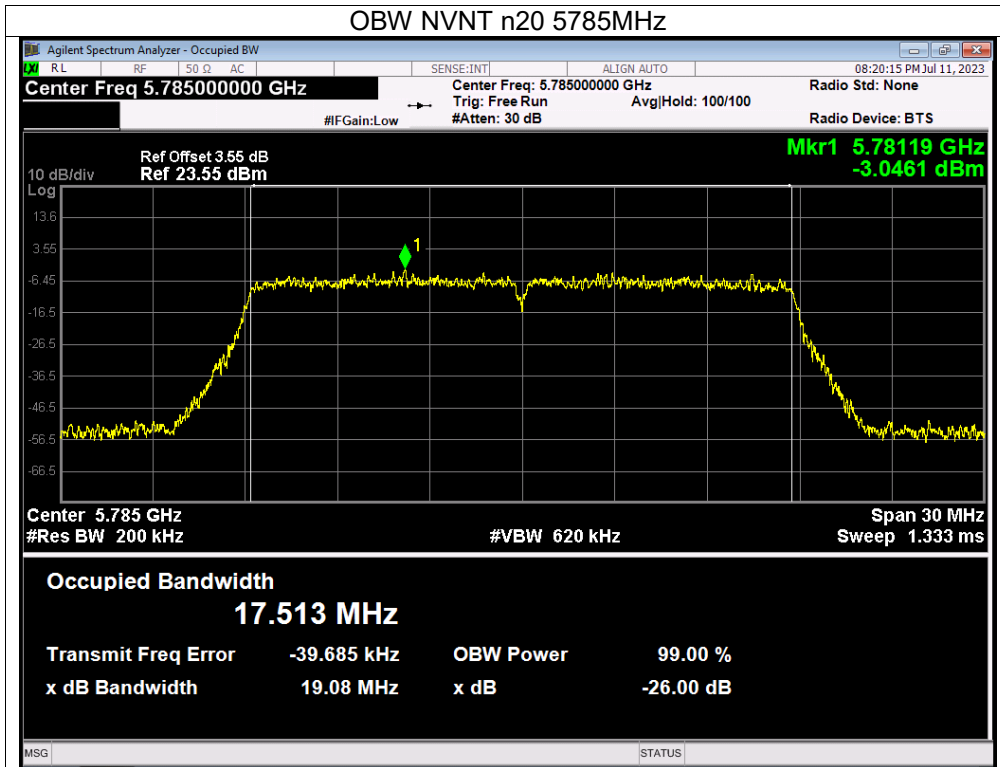 OBW NVNT n20 5785MHz
Agilent Spectrum Analyzer - Occupied BW
LXI RL RF 50 Ω AC SENSE:INT ALIGN AUTO 08:20:15 PM Jul 11, 2023
Center Freq 5.785000000 GHz Center Freq: 5.785000000 GHz Radio Std: None
Trig: Free Run Avg|Hold: 100/100
#IFGain:Low #Atten: 30 dB Radio Device: BTS
Mkr1 5.78119 GHz
-3.0461 dBm
Ref Offset 3.55 dB
10 dB/div Ref 23.55 dBm
Log
13.6
3.55
1
-6.45
-16.5
-26.5
-36.5
-46.5
-56.5
-66.5
Center 5.785 GHz Span 30 MHz
#Res BW 200 kHz #VBW 620 kHz Sweep 1.333 ms
Occupied Bandwidth
17.513 MHz
Transmit Freq Error -39.685 kHz OBW Power 99.00 %
x dB Bandwidth 19.08 MHz x dB -26.00 dB
MSG STATUS